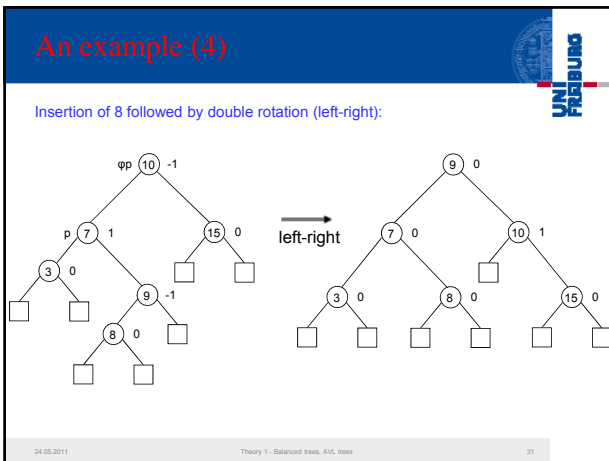 An example (4)
UNI
FREIBURG
Insertion of 8 followed by double rotation (left-right):
φp 10 -1
9 0
p 7 1
15 0
left-right
7 0
10 1
3 0
9 -1
3 0
8 0
15 0
8 0
24.05.2011 Theory 1 - Balanced trees, AVL trees 31